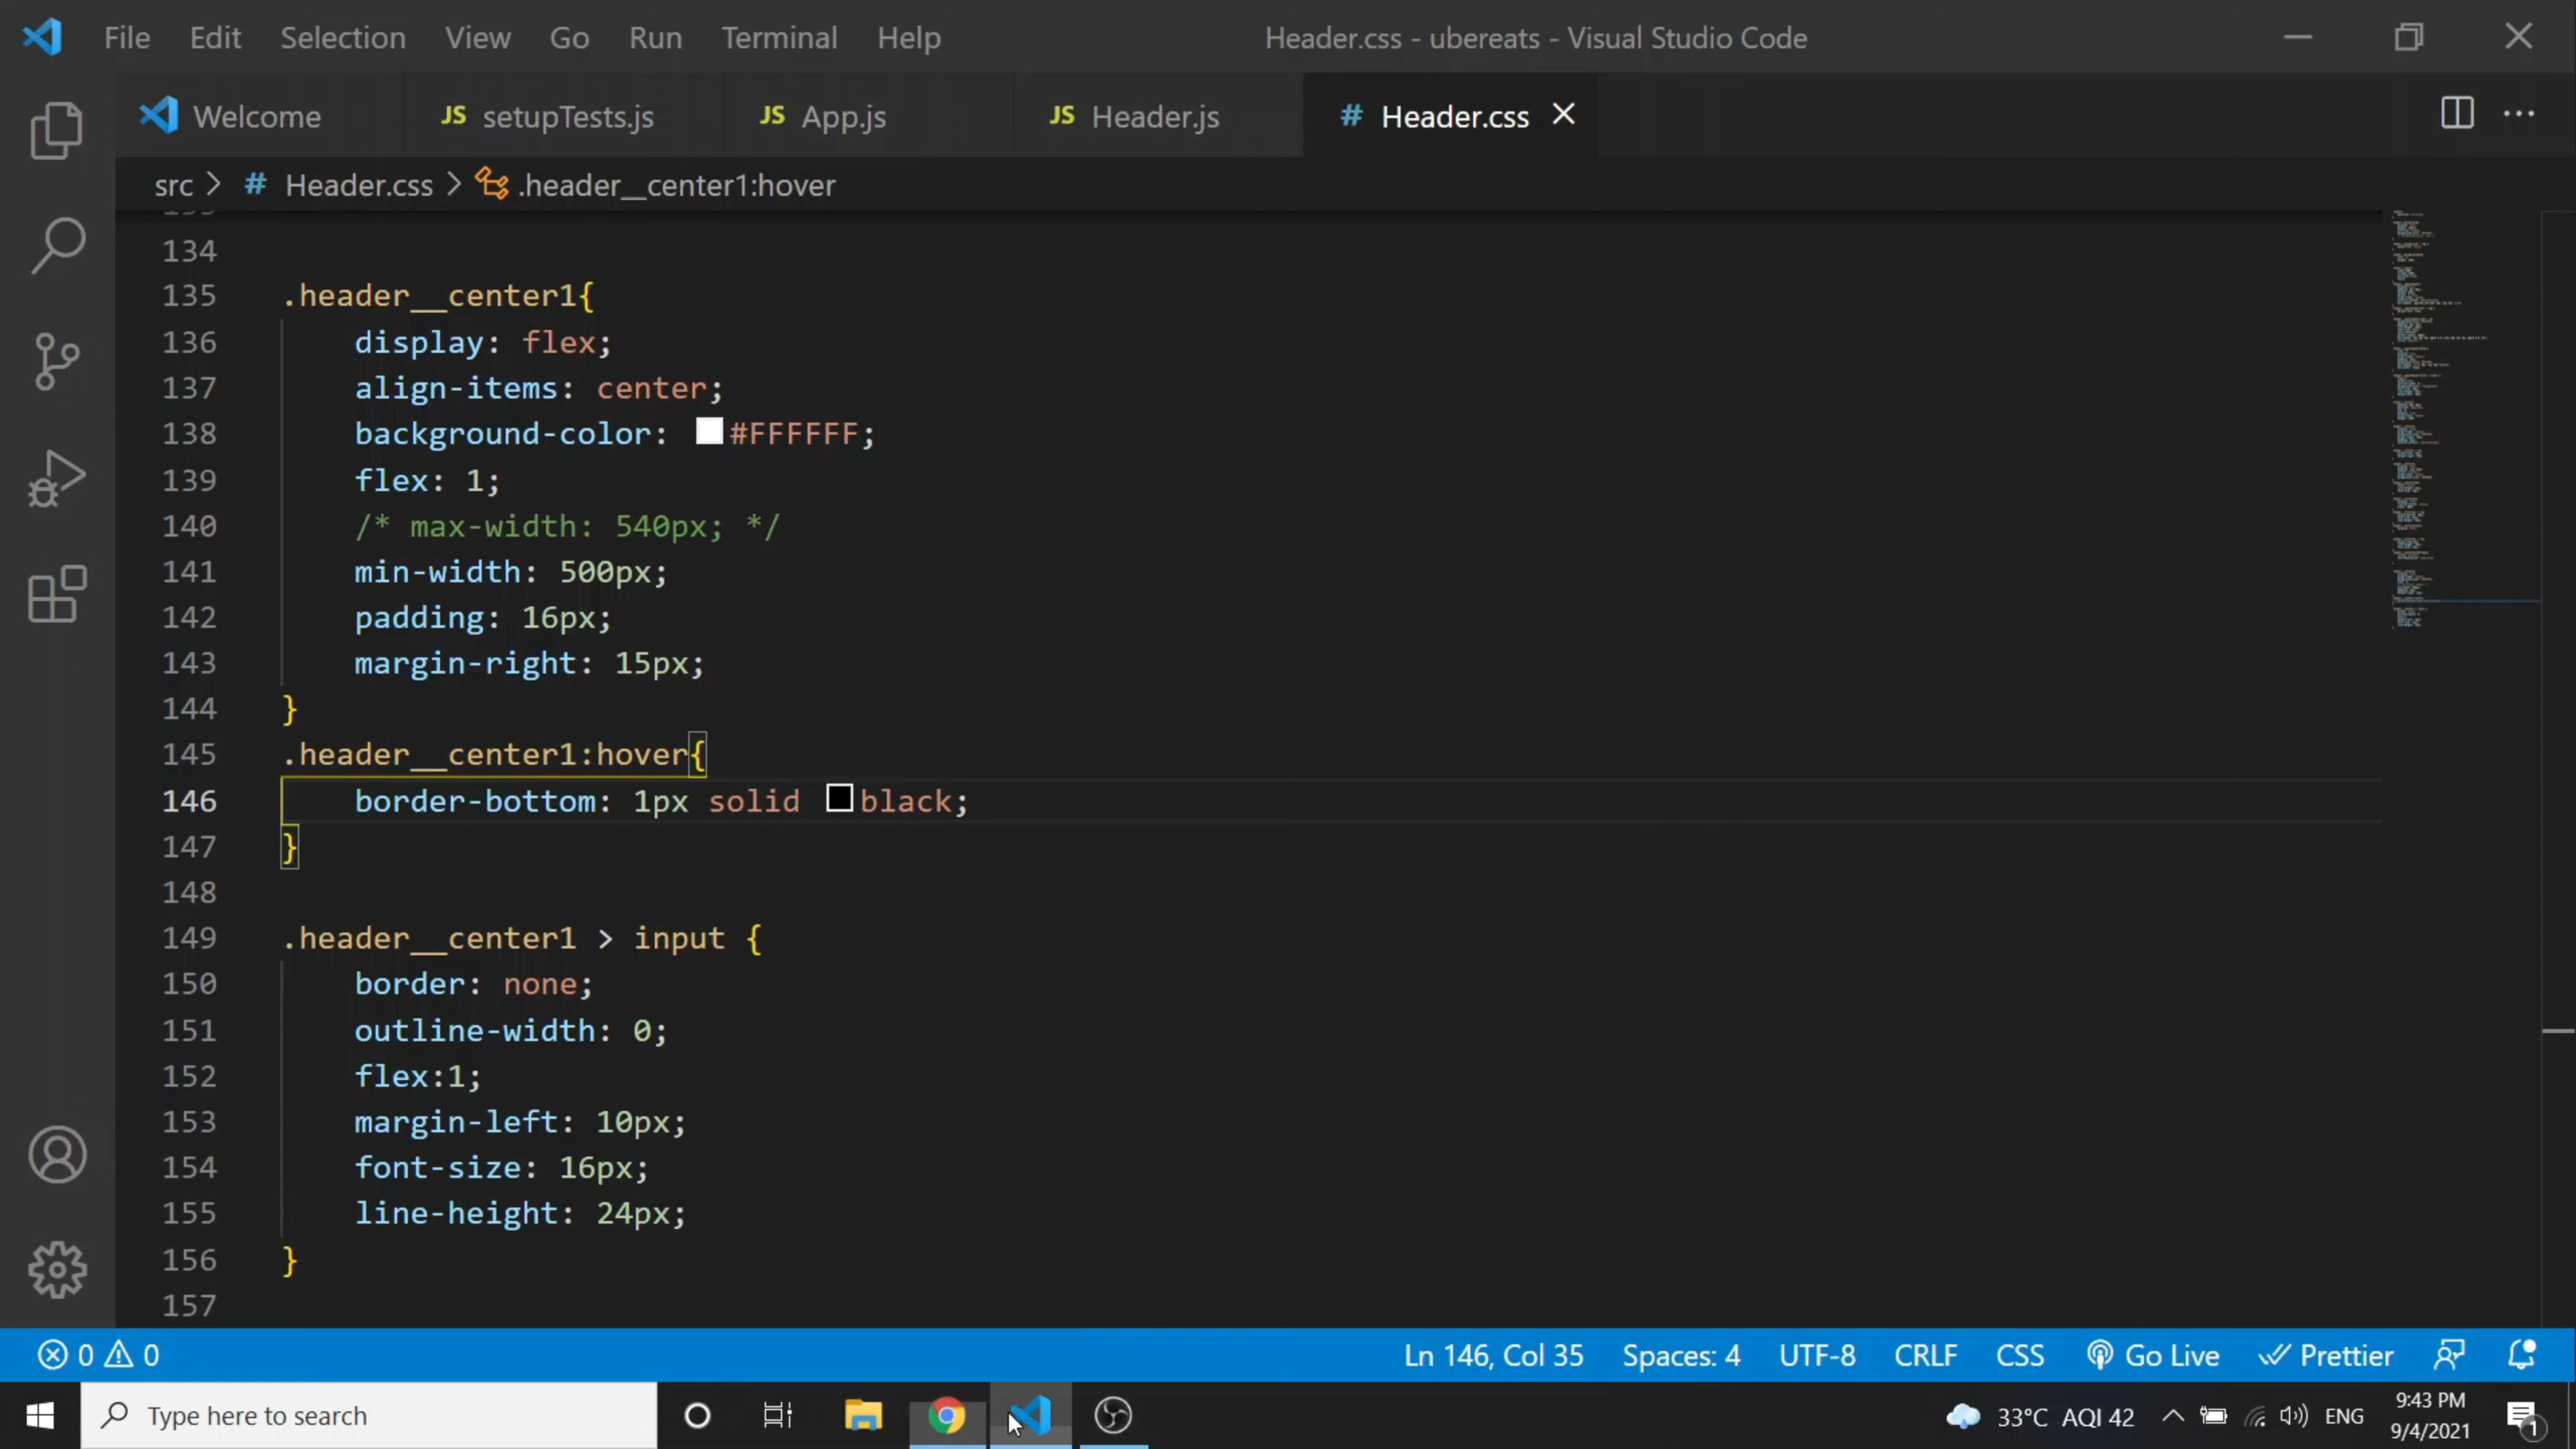 File Edit Selection View Go Run Terminal Help Header.css - ubereats - Visual Studio Code
Welcome JS setupTests.js JS App.js JS Header.js # Header.css
src > # Header.css > .header__center1:hover
134
135 .header__center1{
136 display: flex;
137 align-items: center;
138 background-color: #FFFFFF;
139 flex: 1;
140 /* max-width: 540px; */
141 min-width: 500px;
142 padding: 16px;
143 margin-right: 15px;
144 }
145 .header__center1:hover{
146 border-bottom: 1px solid black;
147 }
148
149 .header__center1 > input {
150 border: none;
151 outline-width: 0;
152 flex:1;
153 margin-left: 10px;
154 font-size: 16px;
155 line-height: 24px;
156 }
157
0 0 Ln 146, Col 35 Spaces: 4 UTF-8 CRLF CSS Go Live Prettier
Type here to search 33°C AQI 42 ENG 9:43 PM
9/4/2021 1